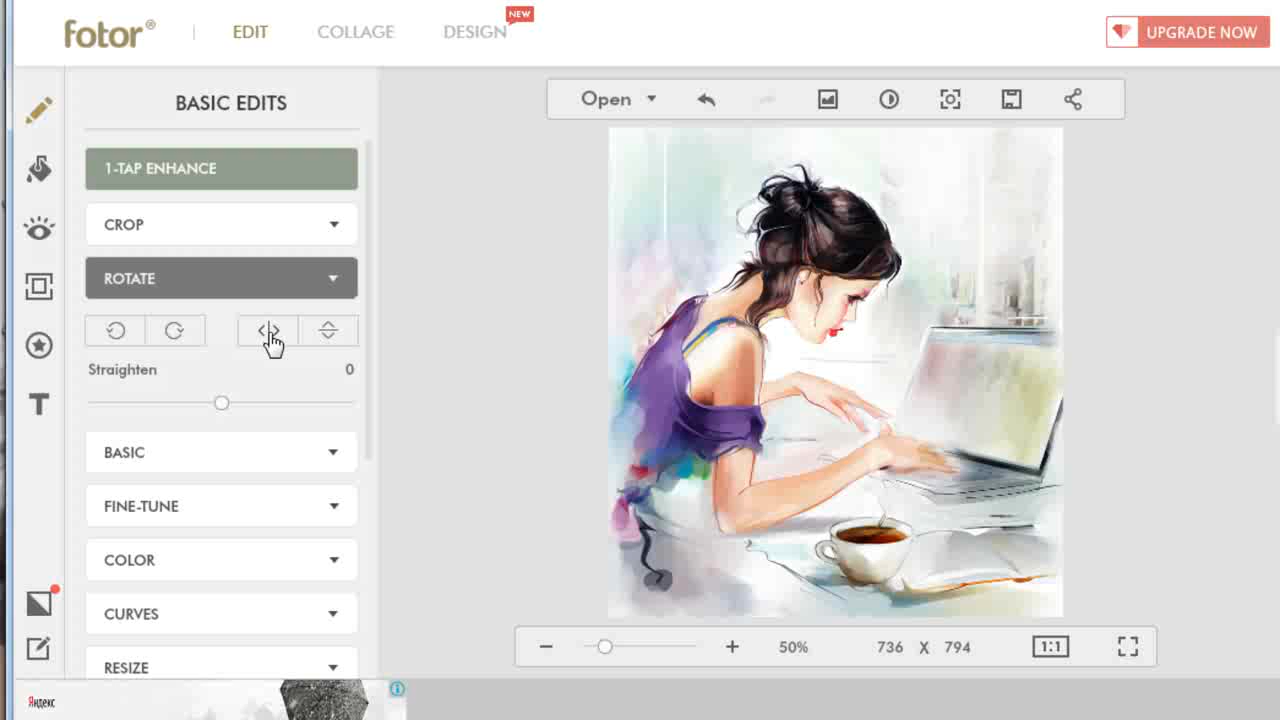 fotor®
EDIT
COLLAGE
DESIGN
NEW
UPGRADE NOW
BASIC EDITS
1-TAP ENHANCE
CROP
ROTATE
Straighten 0
BASIC
FINE-TUNE
COLOR
CURVES
RESIZE
Open
50%
736 X 794
1:1
T
Яндекс